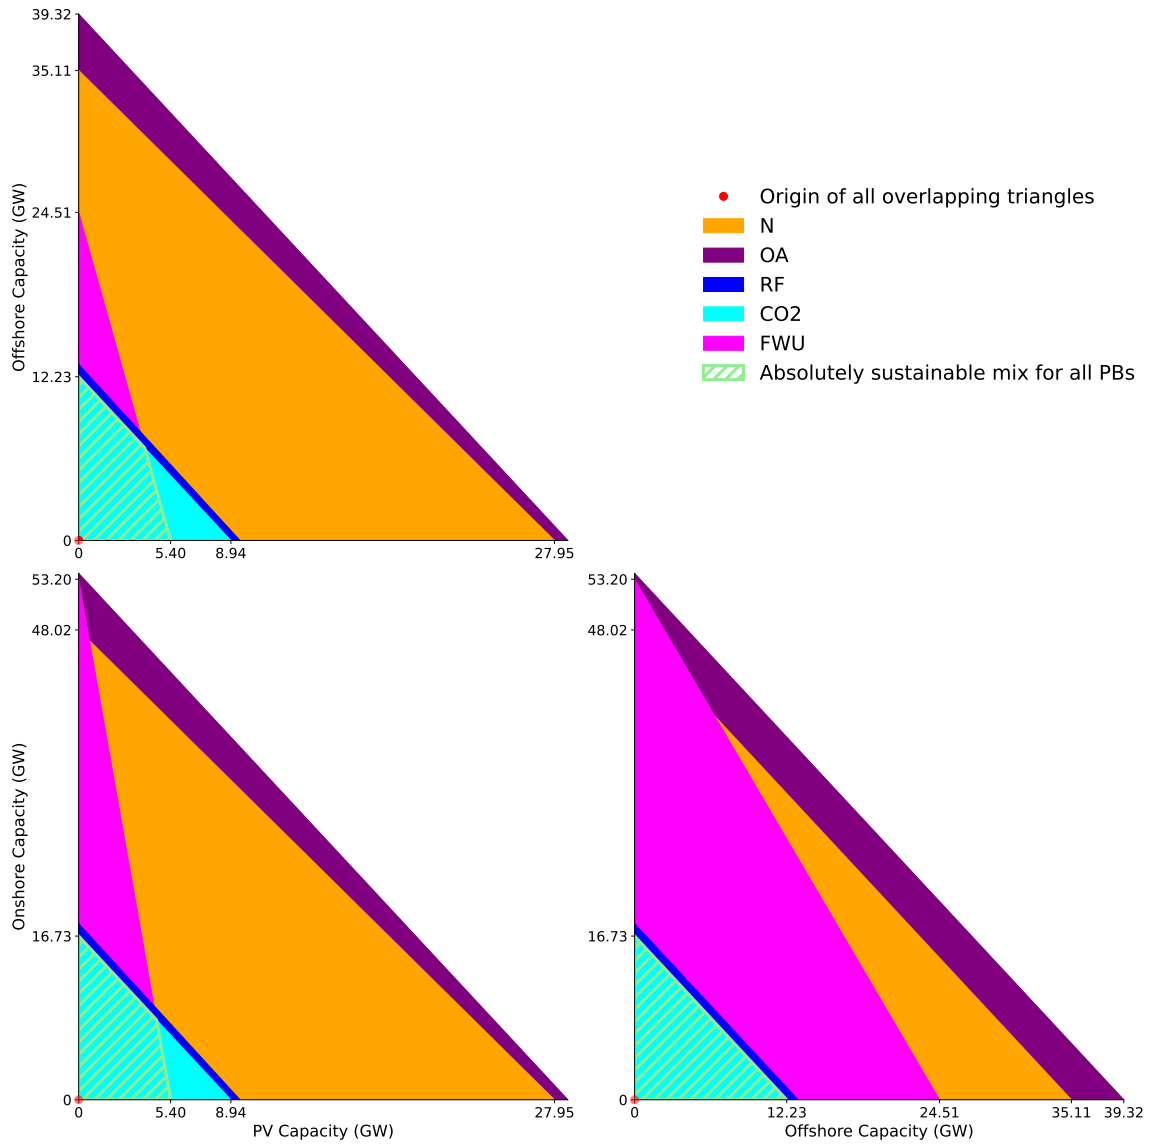 39.32
35.11
24.51
12.23
0
Offshore Capacity (GW)
0 5.40 8.94 27.95
Origin of all overlapping triangles
N
OA
RF
CO2
FWU
Absolutely sustainable mix for all PBs
53.20
48.02
16.73
0
Onshore Capacity (GW)
0 5.40 8.94 27.95
PV Capacity (GW)
53.20
48.02
16.73
0
0 12.23 24.51 35.11 39.32
Offshore Capacity (GW)